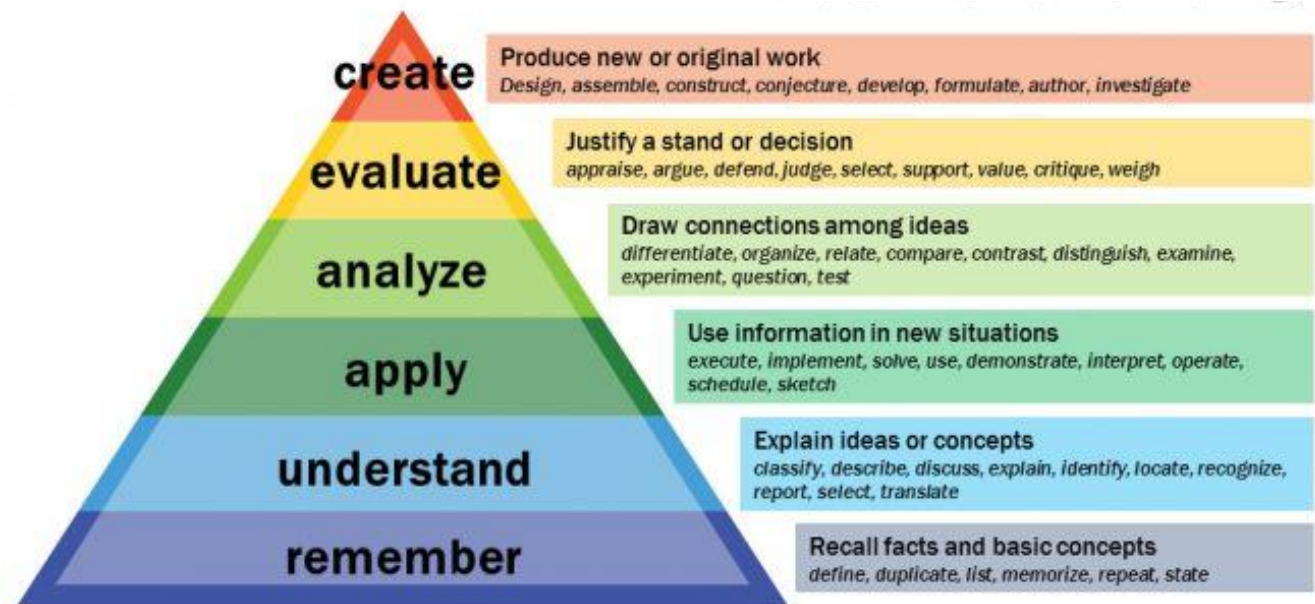 create
Produce new or original work
Design, assemble, construct, conjecture, develop, formulate, author, investigate
evaluate
Justify a stand or decision
appraise, argue, defend, judge, select, support, value, critique, weigh
analyze
Draw connections among ideas
differentiate, organize, relate, compare, contrast, distinguish, examine,
experiment, question, test
apply
Use information in new situations
execute, implement, solve, use, demonstrate, interpret, operate,
schedule, sketch
understand
Explain ideas or concepts
classify, describe, discuss, explain, identify, locate, recognize,
report, select, translate
remember
Recall facts and basic concepts
define, duplicate, list, memorize, repeat, state